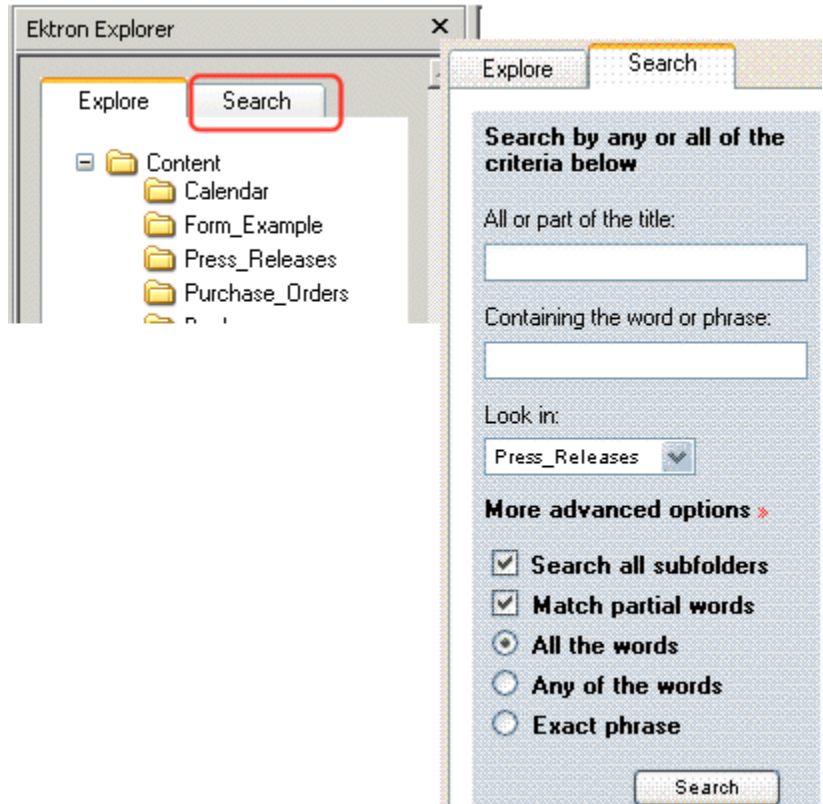 Ektron Explorer
Explore
Search
Content
Calendar
Form_Example
Press_Releases
Purchase_Orders
Explore
Search
Search by any or all of the
criteria below
All or part of the title:
Containing the word or phrase:
Look in:
Press_Releases
More advanced options »
Search all subfolders
Match partial words
All the words
Any of the words
Exact phrase
Search